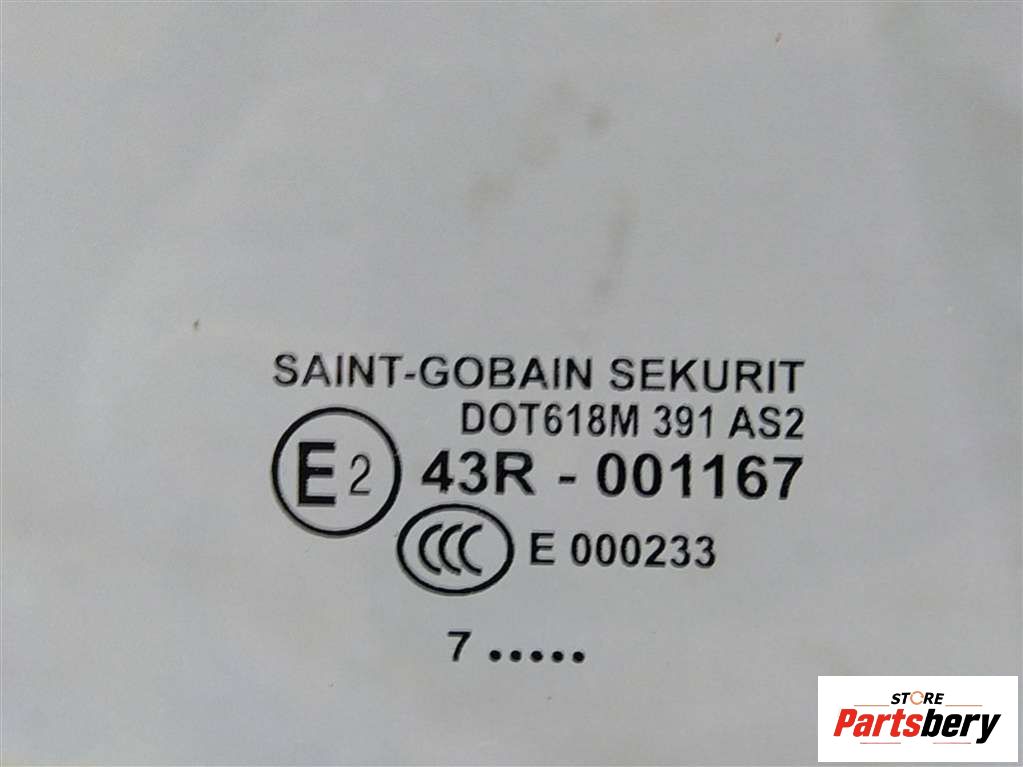 SAINT-GOBAIN SEKURIT
DOT618M 391 AS2
E2 43R - 001167
CCC E 000233
7 .....
STORE
Partsbery